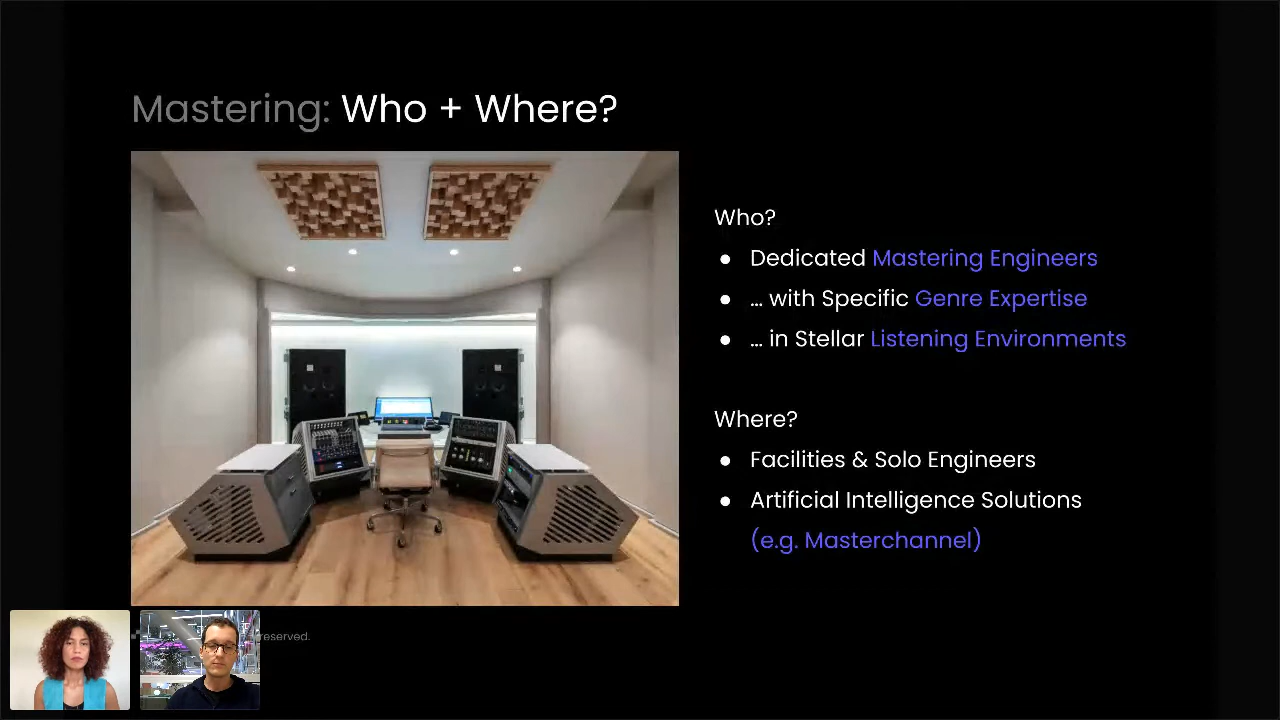 Mastering: Who + Where?
Who?
● Dedicated Mastering Engineers
● … with Specific Genre Expertise
● … in Stellar Listening Environments
Where?
● Facilities & Solo Engineers
● Artificial Intelligence Solutions
(e.g. Masterchannel)
reserved.